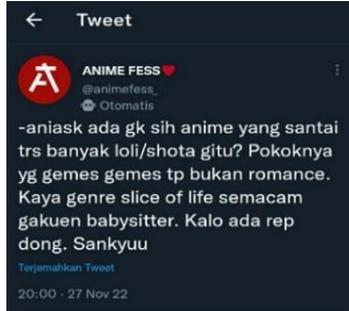 Tweet
ANIME FESS❤
@animefess_
Otomatis
-aniask ada gk sih anime yang santai
trs banyak loli/shota gitu? Pokoknya
yg gemes gemes tp bukan romance.
Kaya genre slice of life semacam
gakuen babysitter. Kalo ada rep
dong. Sankyuu
Terjemahkan Tweet
20:00 · 27 Nov 22